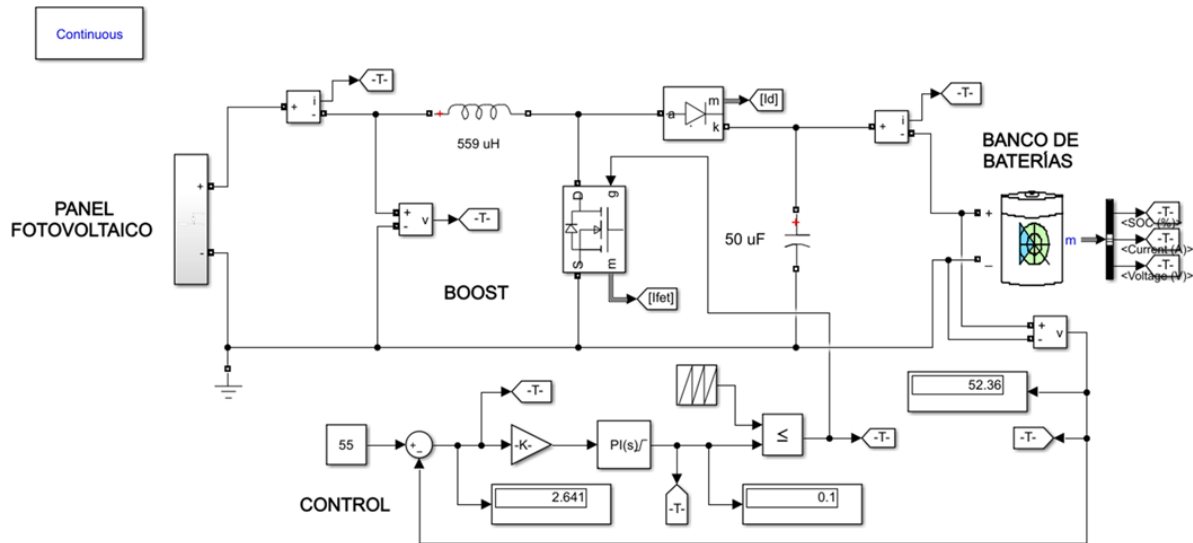 Continuous
i
+
-
-T-
559 uH
a
m
k
[Id]
+
i
-
-T-
BANCO DE
BATERÍAS
PANEL
FOTOVOLTAICO
+
-
+
-
v
-T-
BOOST
D
g
S
m
[Ifet]
50 uF
+
_
m
-T-
<SOC (%)>
-T-
<Current (A)>
-T-
<Voltage (V)>
+
-
v
52.36
-T-
-T-
55
+
-
-K-
PI(s)
≤
-T-
-T-
CONTROL
2.641
0.1